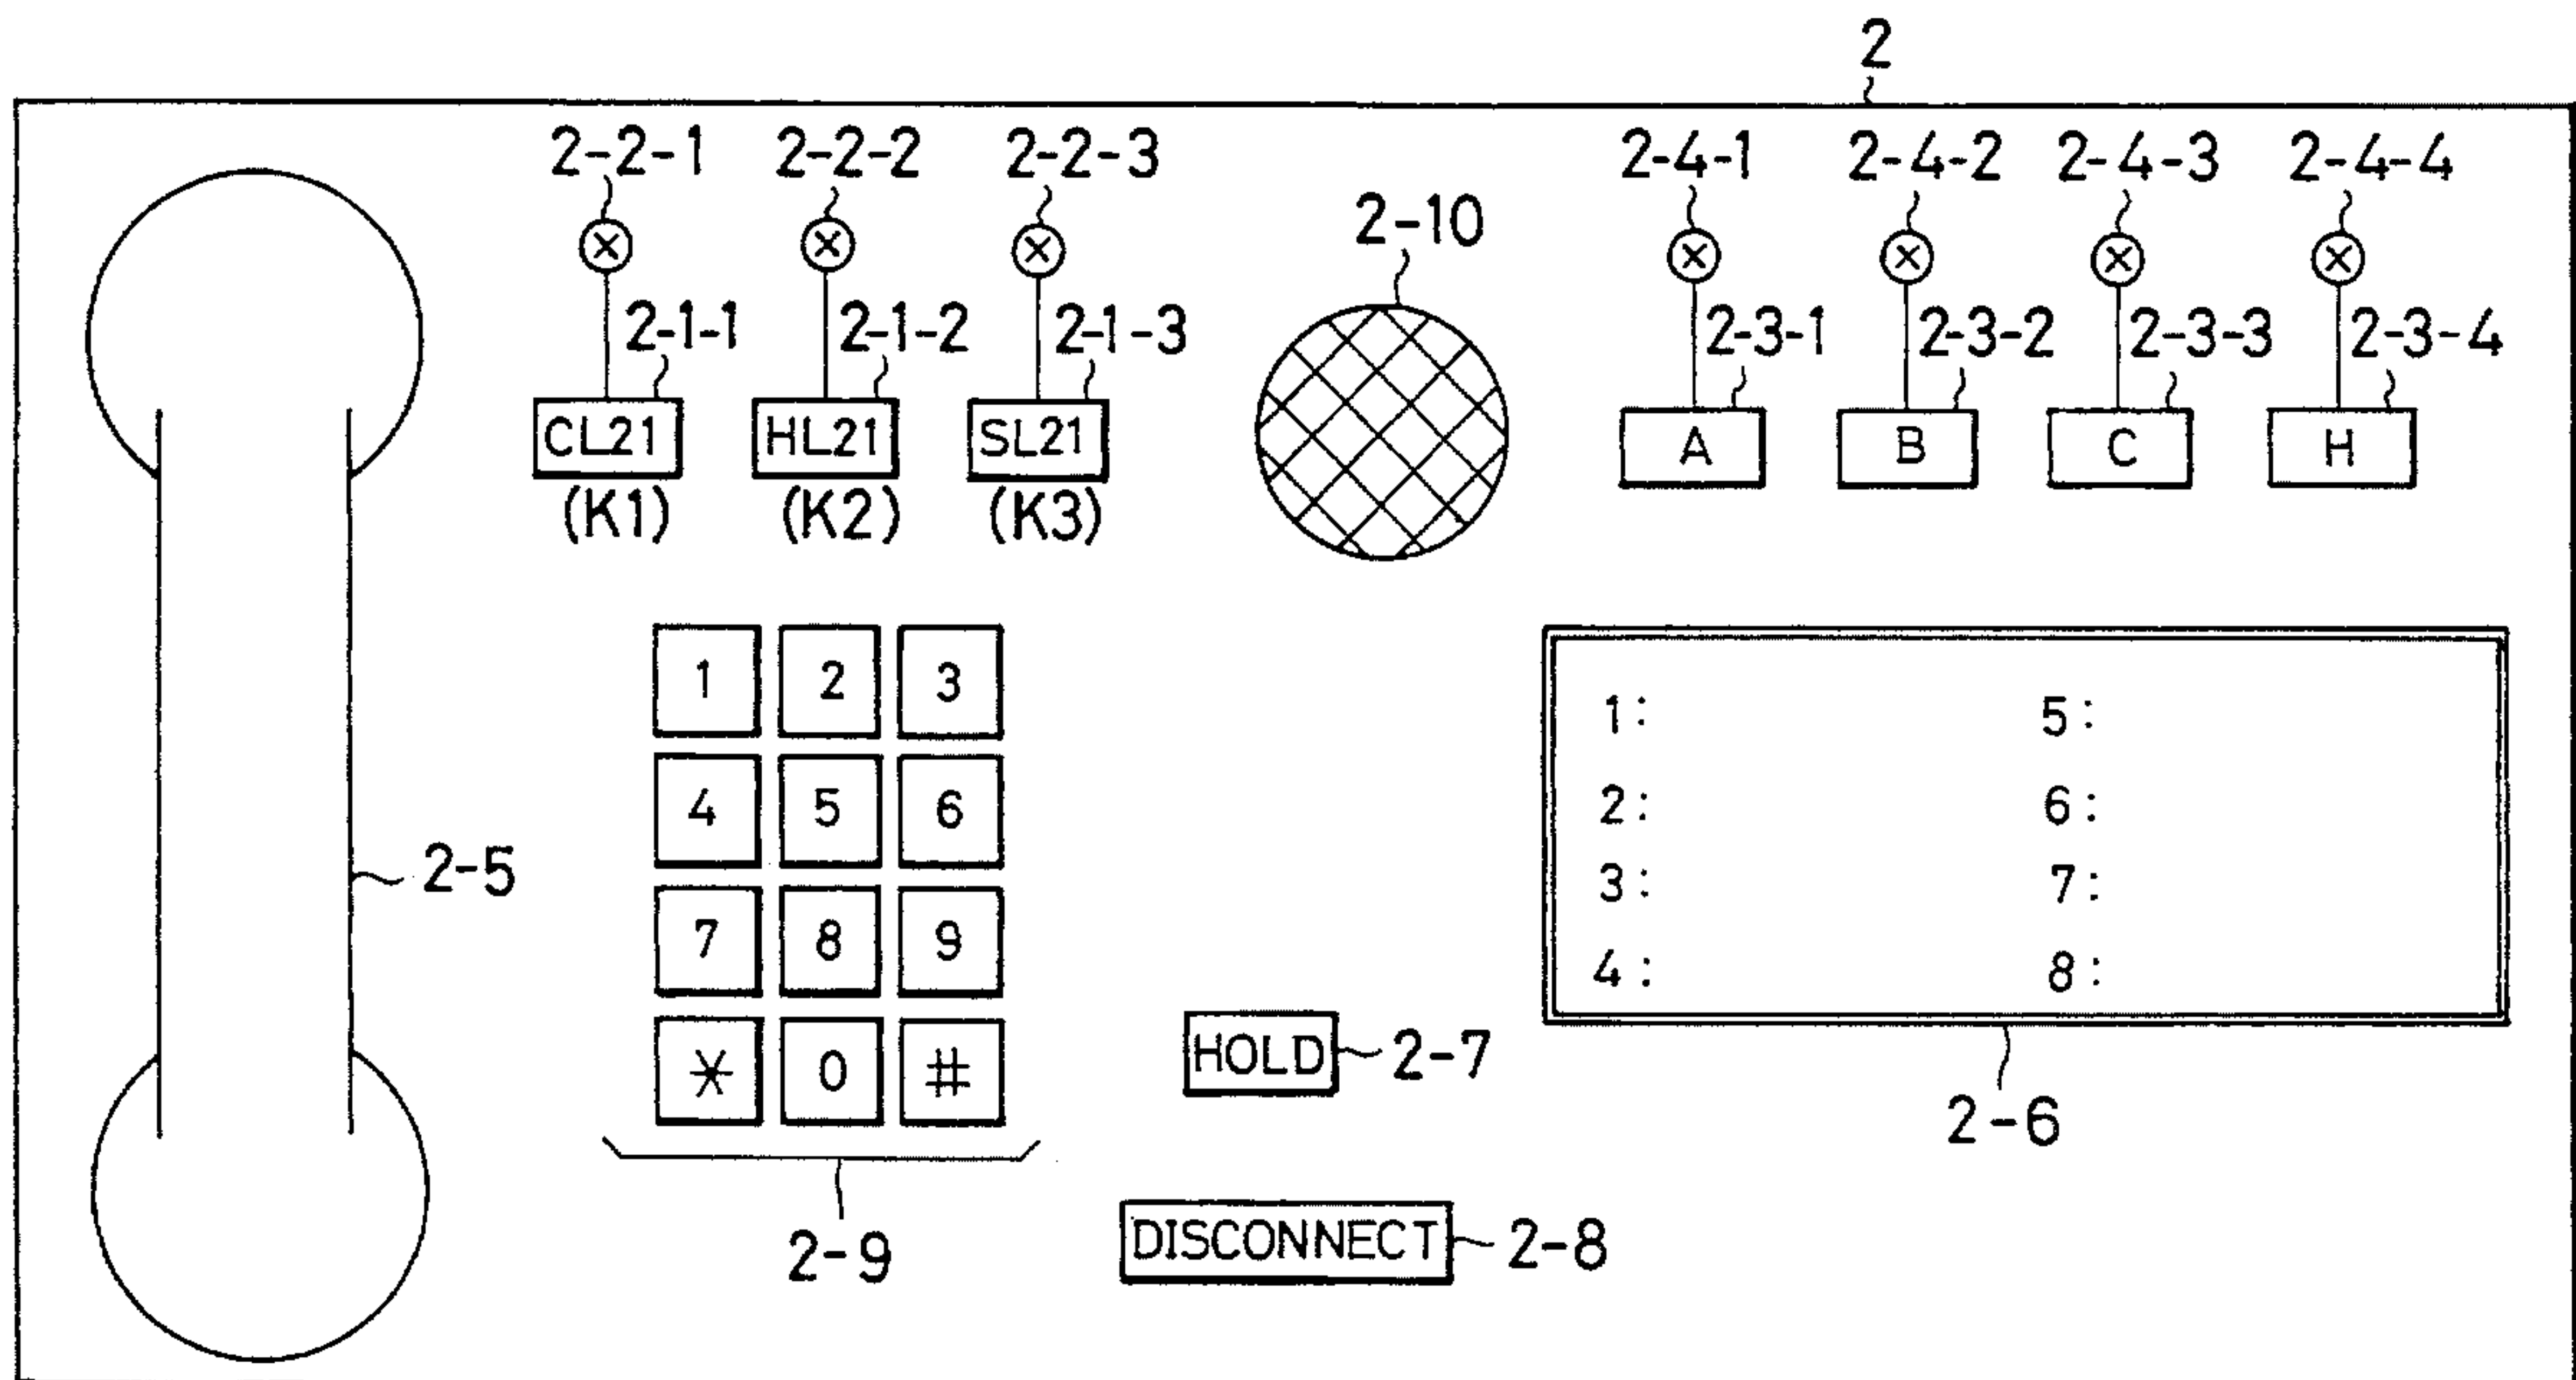 2
2-2-1 2-2-2 2-2-3 2-4-1 2-4-2 2-4-3 2-4-4
2-10
2-1-1 2-1-2 2-1-3 2-3-1 2-3-2 2-3-3 2-3-4
CL21 HL21 SL21 A B C H
(K1) (K2) (K3)
1 2 3
4 5 6
7 8 9
* 0 #
2-9
2-5
1: 5:
2: 6:
3: 7:
4: 8:
2-6
HOLD 2-7
DISCONNECT 2-8